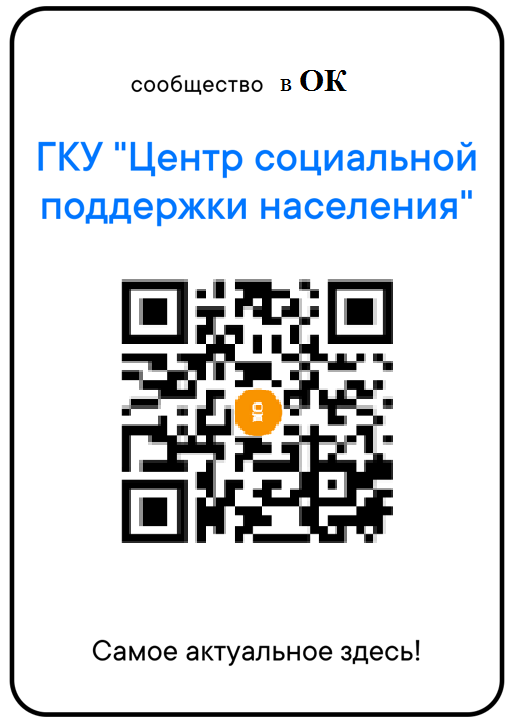 сообщество в ОК
ГКУ "Центр социальной
поддержки населения"
Самое актуальное здесь!